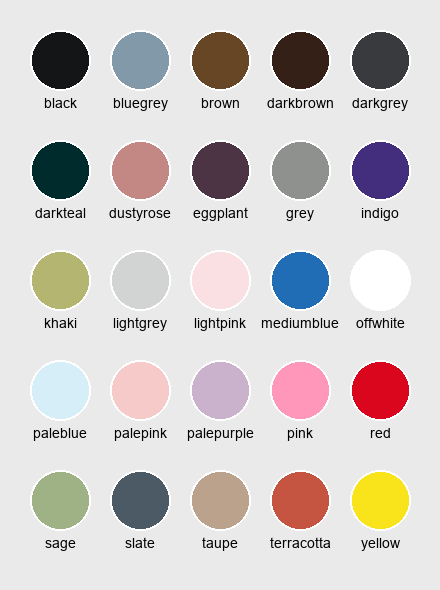 black bluegrey brown darkbrown darkgrey
darkteal dustyrose eggplant grey indigo
khaki lightgrey lightpink mediumblue offwhite
paleblue palepink palepurple pink red
sage slate taupe terracotta yellow